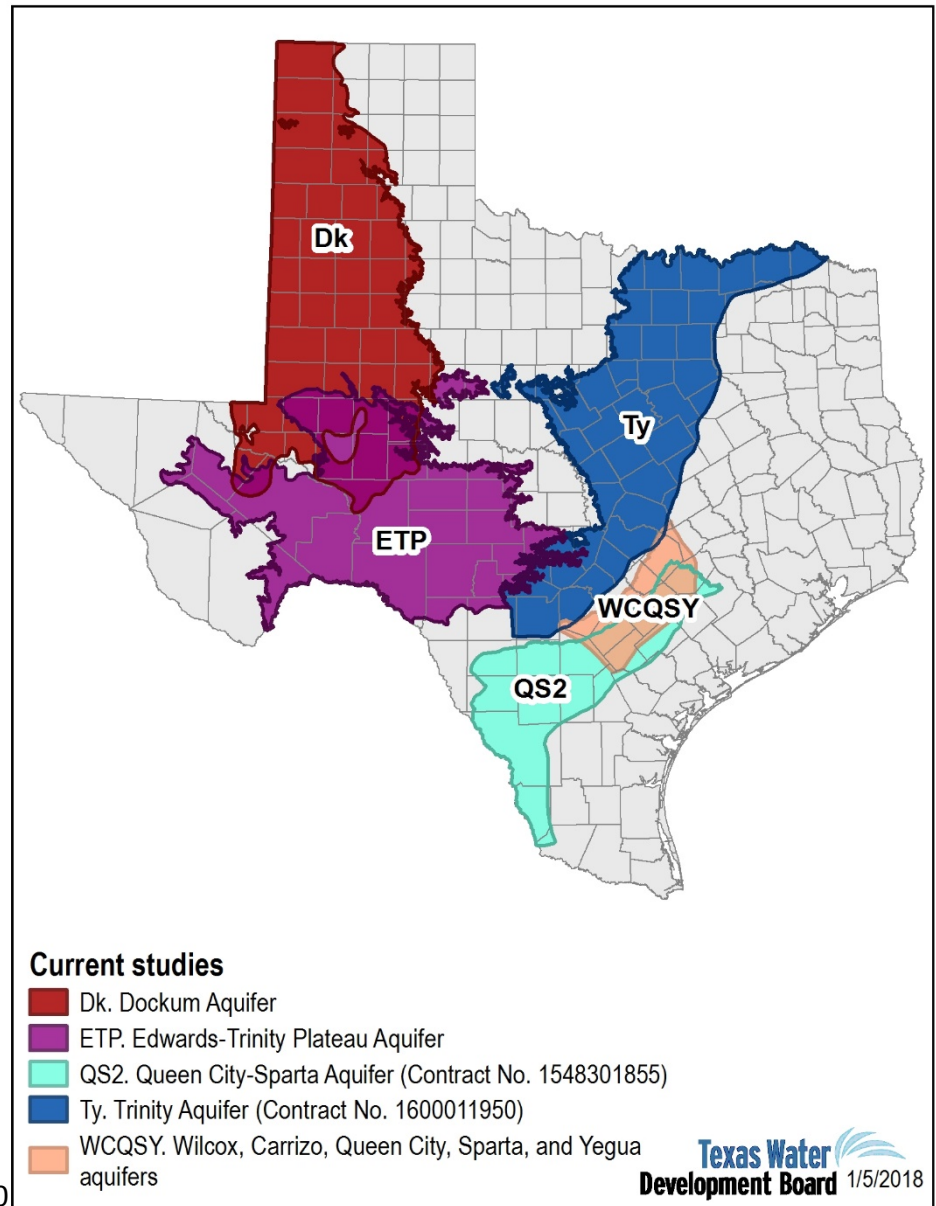 Dk
Ty
ETP
WCQSY
QS2
Current studies
Dk. Dockum Aquifer
ETP. Edwards-Trinity Plateau Aquifer
QS2. Queen City-Sparta Aquifer (Contract No. 1548301855)
Ty. Trinity Aquifer (Contract No. 1600011950)
WCQSY. Wilcox, Carrizo, Queen City, Sparta, and Yegua
aquifers
Texas Water
Development Board 1/5/2018